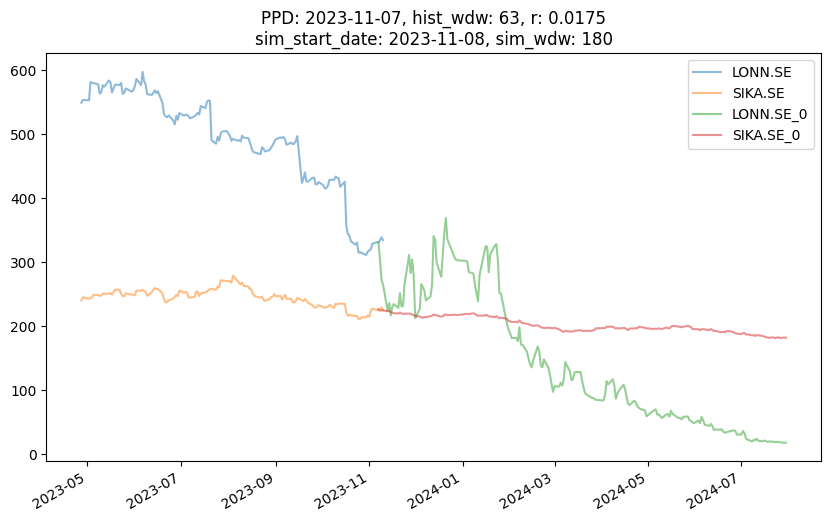 PPD: 2023-11-07, hist_wdw: 63, r: 0.0175
sim_start_date: 2023-11-08, sim_wdw: 180
LONN.SE
SIKA.SE
LONN.SE_0
SIKA.SE_0
600
500
400
300
200
100
0
2023-05
2023-07
2023-09
2023-11
2024-01
2024-03
2024-05
2024-07